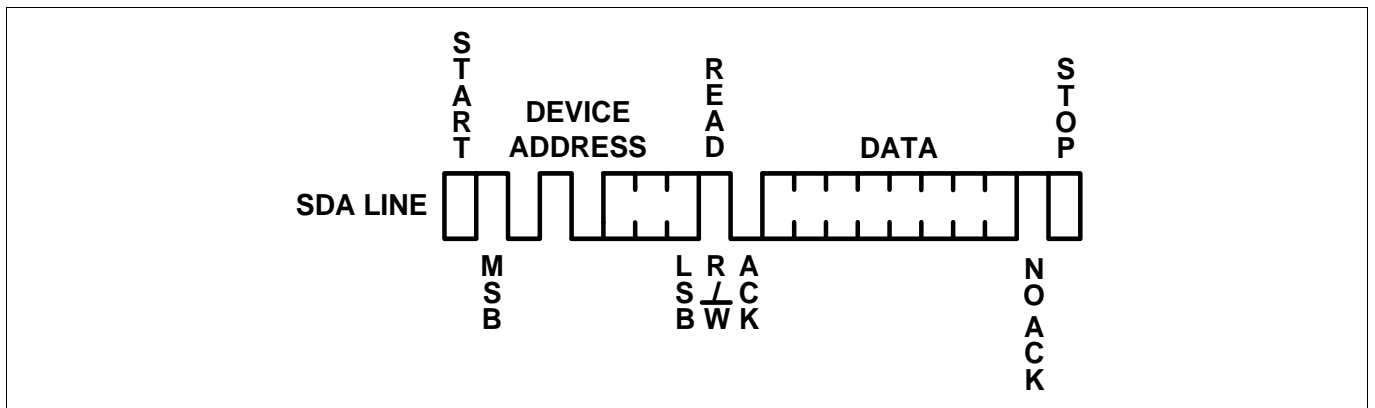 START
DEVICE
ADDRESS
READ
DATA
STOP
SDA LINE
MSB
LSB
R/W
ACK
NO ACK